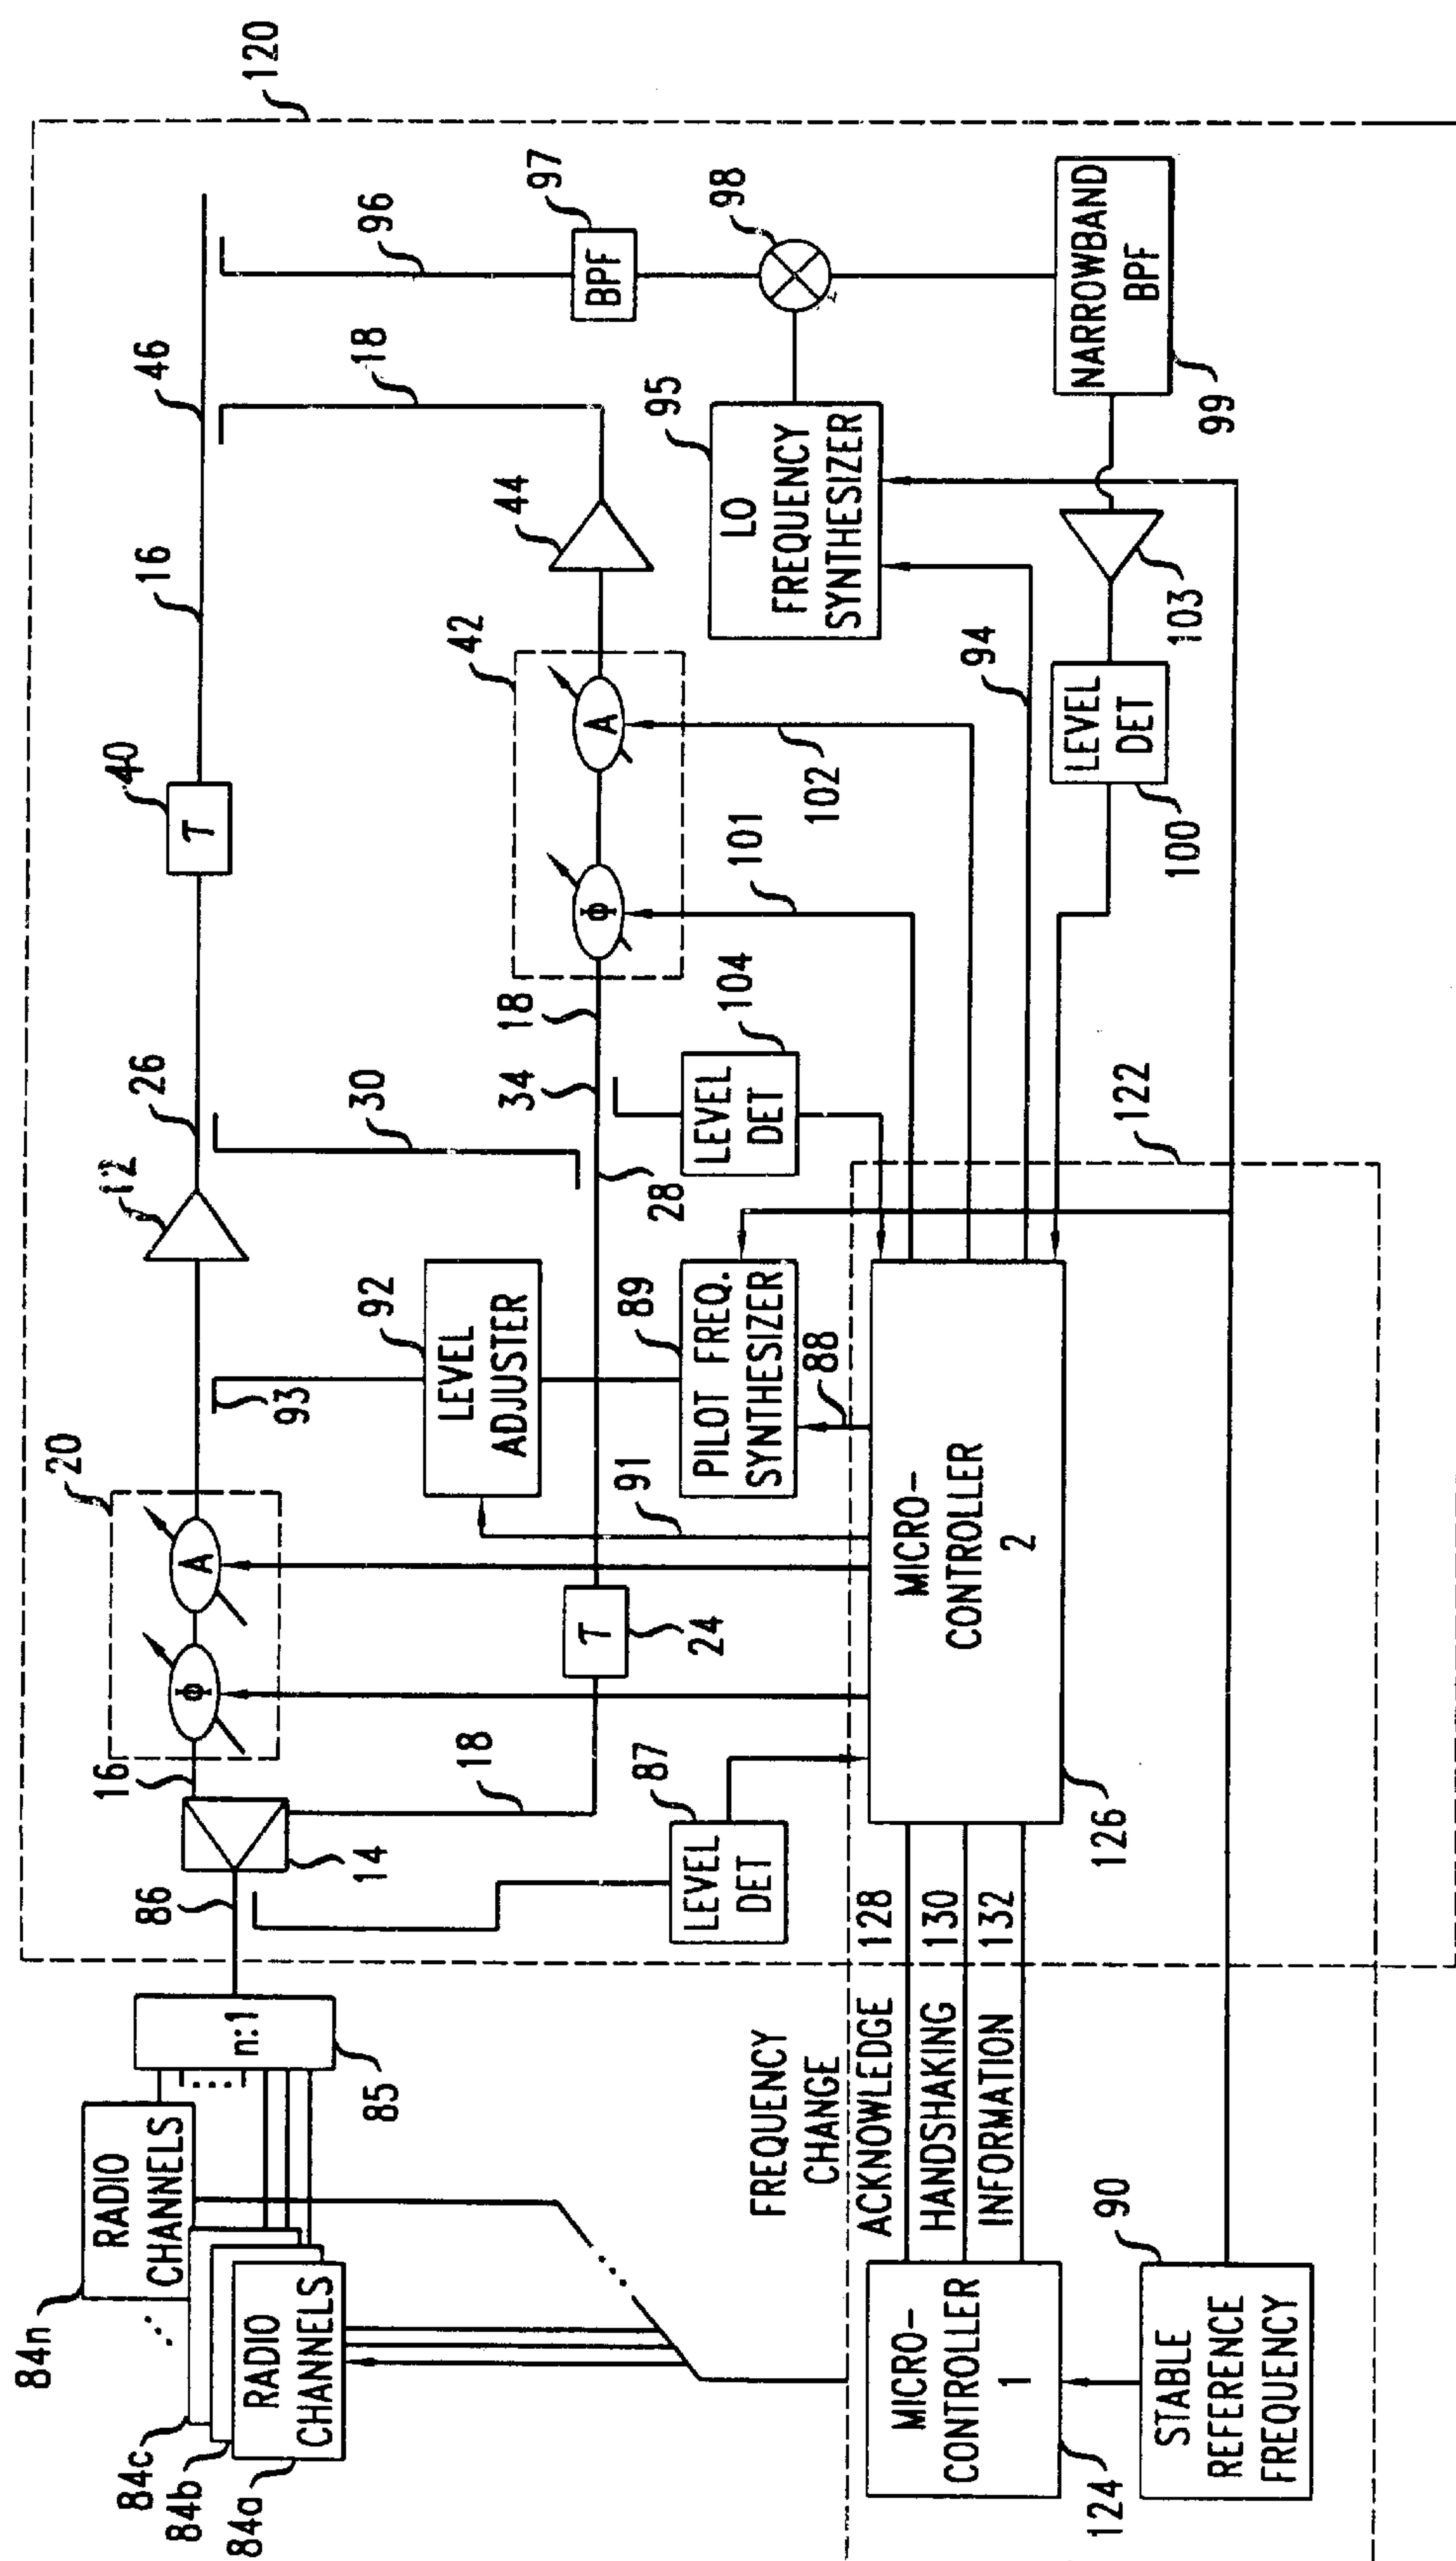 84n
84c
84b
84a
RADIO
CHANNELS
RADIO
CHANNELS
n:1
85
86
14
16
18
20
Φ
A
12
26
40
τ
16
46
93
30
18
96
LEVEL
DET
87
τ
24
LEVEL
ADJUSTER
92
91
28
34
18
42
Φ
A
44
BPF
97
98
PILOT FREQ.
SYNTHESIZER
89
88
LEVEL
DET
104
101
102
LO
FREQUENCY
SYNTHESIZER
95
94
FREQUENCY
CHANGE
ACKNOWLEDGE 128
HANDSHAKING 130
INFORMATION 132
MICRO-
CONTROLLER
1
124
MICRO-
CONTROLLER
2
126
LEVEL
DET
100
103
NARROWBAND
BPF
99
STABLE
REFERENCE
FREQUENCY
90
122
120